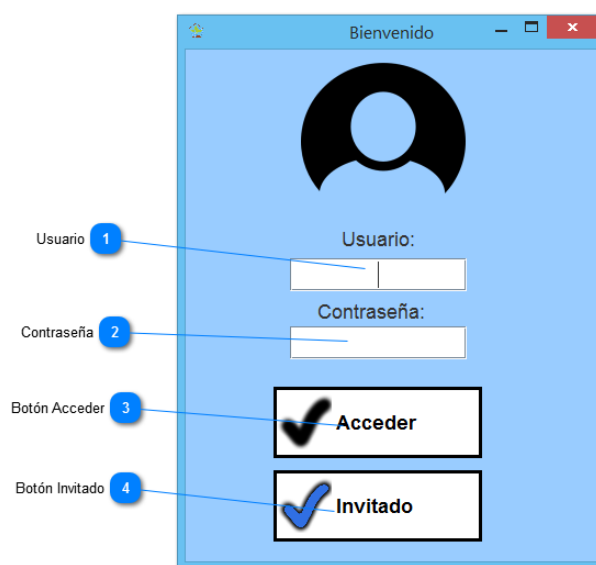 Bienvenido
Usuario 1
Usuario:
Contraseña:
Contraseña 2
Botón Acceder 3
Acceder
Botón Invitado 4
Invitado